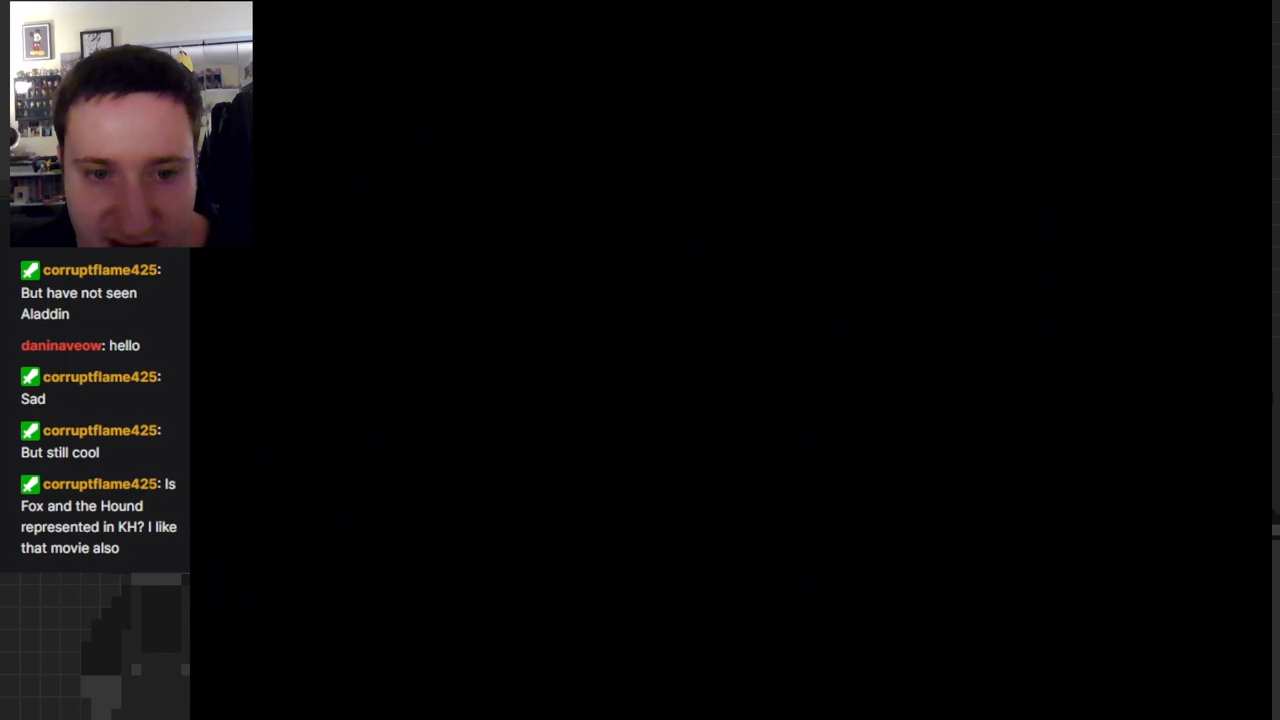 corruptflame425:
But have not seen
Aladdin
daninaveow: hello
corruptflame425:
Sad
corruptflame425:
But still cool
corruptflame425: Is
Fox and the Hound
represented in KH? I like
that movie also